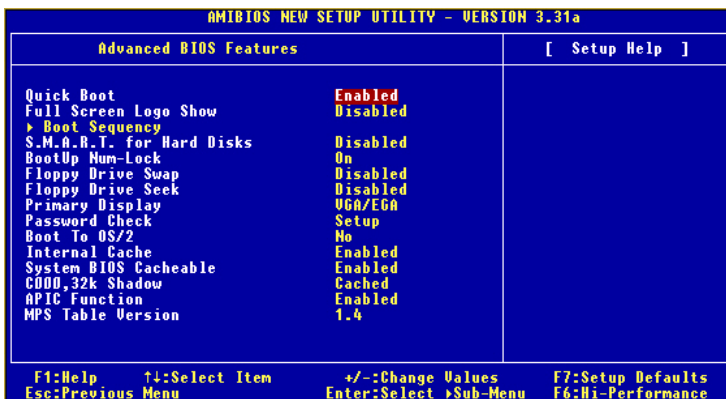 AMIBIOS NEW SETUP UTILITY - VERSION 3.31a
Advanced BIOS Features [ Setup Help ]
Quick Boot Enabled
Full Screen Logo Show Disabled
▸ Boot Sequency
S.M.A.R.T. for Hard Disks Disabled
BootUp Num-Lock On
Floppy Drive Swap Disabled
Floppy Drive Seek Disabled
Primary Display VGA/EGA
Password Check Setup
Boot To OS/2 No
Internal Cache Enabled
System BIOS Cacheable Enabled
C000,32k Shadow Cached
APIC Function Enabled
MPS Table Version 1.4
F1:Help ↑↓:Select Item +/-:Change Values F7:Setup Defaults
Esc:Previous Menu Enter:Select ▸Sub-Menu F6:Hi-Performance